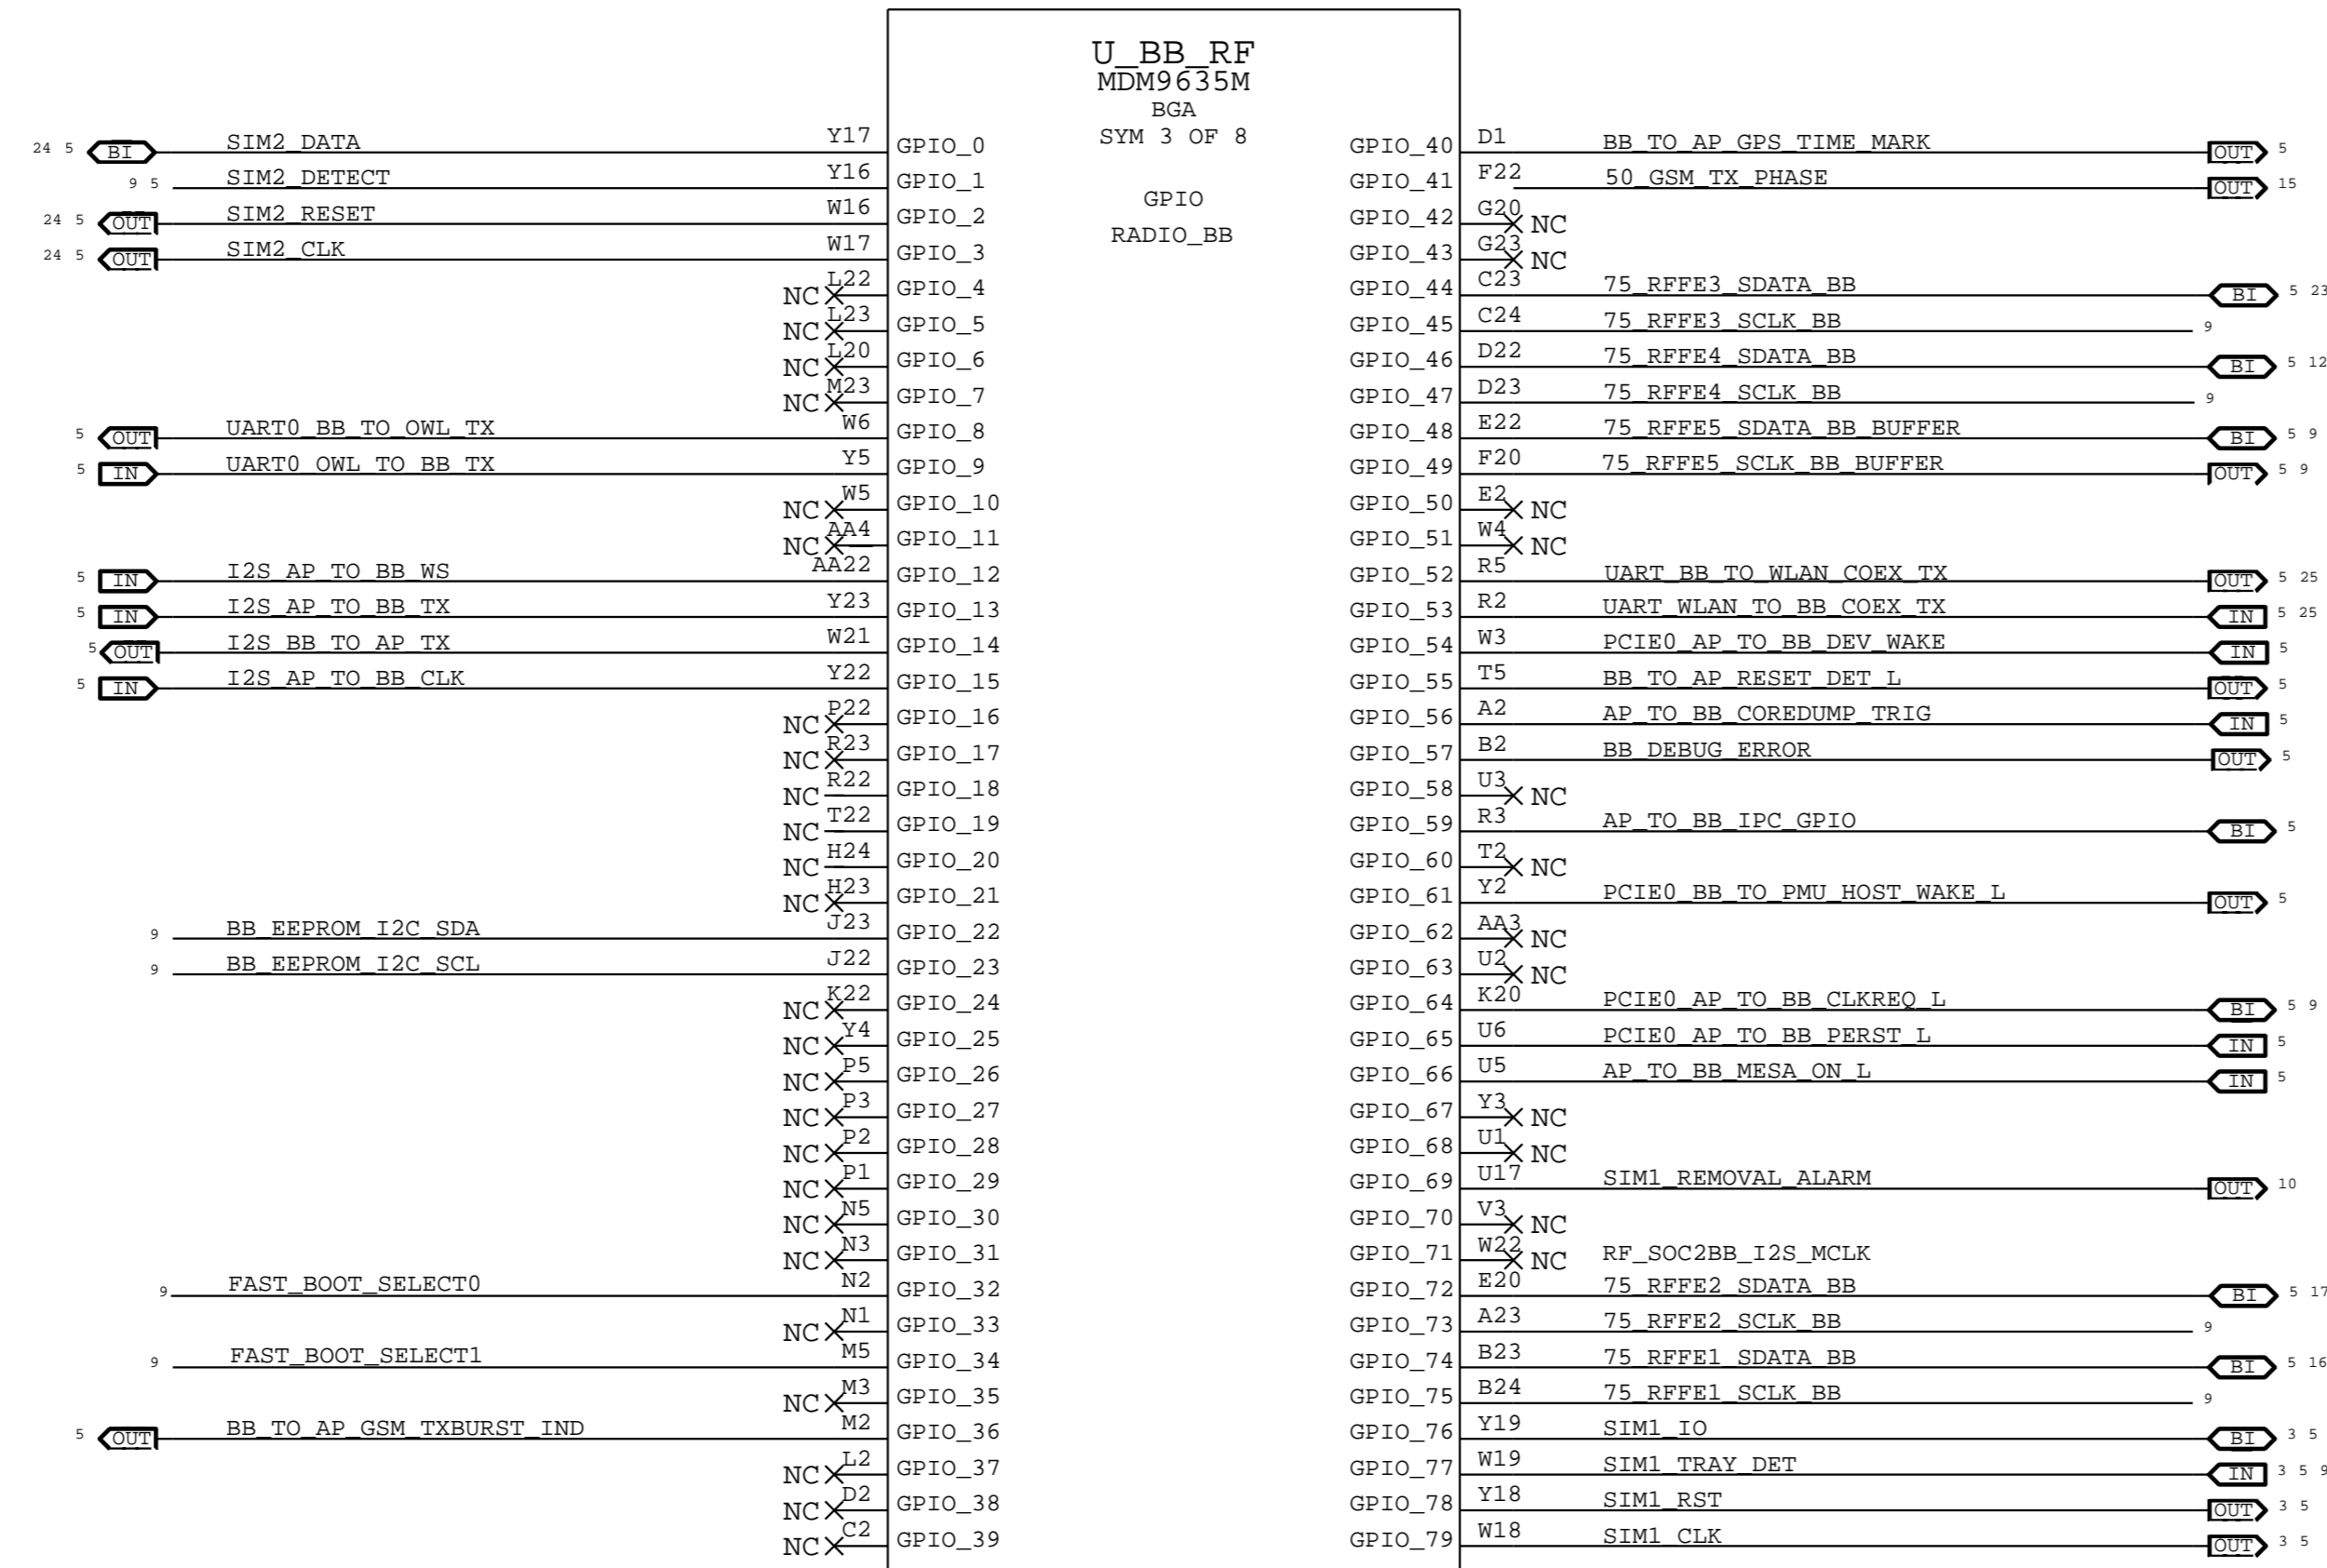 U_BB_RF
MDM9635M
BGA
SYM 3 OF 8
GPIO
RADIO_BB
24 5 BI SIM2_DATA Y17 GPIO_0
9 5 SIM2_DETECT Y16 GPIO_1
24 5 OUT SIM2_RESET W16 GPIO_2
24 5 OUT SIM2_CLK W17 GPIO_3
NC L22 GPIO_4
NC L23 GPIO_5
NC L20 GPIO_6
NC M23 GPIO_7
5 OUT UART0_BB_TO_OWL_TX W6 GPIO_8
5 IN UART0_OWL_TO_BB_TX Y5 GPIO_9
NC W5 GPIO_10
NC AA4 GPIO_11
5 IN I2S_AP_TO_BB_WS AA22 GPIO_12
5 IN I2S_AP_TO_BB_TX Y23 GPIO_13
5 OUT I2S_BB_TO_AP_TX W21 GPIO_14
5 IN I2S_AP_TO_BB_CLK Y22 GPIO_15
NC P22 GPIO_16
NC R23 GPIO_17
NC R22 GPIO_18
NC T22 GPIO_19
NC H24 GPIO_20
NC H23 GPIO_21
9 BB_EEPROM_I2C_SDA J23 GPIO_22
9 BB_EEPROM_I2C_SCL J22 GPIO_23
NC K22 GPIO_24
NC Y4 GPIO_25
NC P5 GPIO_26
NC P3 GPIO_27
NC P2 GPIO_28
NC P1 GPIO_29
NC N5 GPIO_30
NC N3 GPIO_31
9 FAST_BOOT_SELECT0 N2 GPIO_32
NC N1 GPIO_33
9 FAST_BOOT_SELECT1 M5 GPIO_34
NC M3 GPIO_35
5 OUT BB_TO_AP_GSM_TXBURST_IND M2 GPIO_36
NC L2 GPIO_37
NC D2 GPIO_38
NC C2 GPIO_39
GPIO_40 D1 BB_TO_AP_GPS_TIME_MARK OUT 5
GPIO_41 F22 50_GSM_TX_PHASE OUT 15
GPIO_42 G20 NC
GPIO_43 G23 NC
GPIO_44 C23 75_RFFE3_SDATA_BB BI 5 23
GPIO_45 C24 75_RFFE3_SCLK_BB 9
GPIO_46 D22 75_RFFE4_SDATA_BB BI 5 12
GPIO_47 D23 75_RFFE4_SCLK_BB 9
GPIO_48 E22 75_RFFE5_SDATA_BB_BUFFER BI 5 9
GPIO_49 F20 75_RFFE5_SCLK_BB_BUFFER OUT 5 9
GPIO_50 E2 NC
GPIO_51 W4 NC
GPIO_52 R5 UART_BB_TO_WLAN_COEX_TX OUT 5 25
GPIO_53 R2 UART_WLAN_TO_BB_COEX_TX IN 5 25
GPIO_54 W3 PCIE0_AP_TO_BB_DEV_WAKE IN 5
GPIO_55 T5 BB_TO_AP_RESET_DET_L OUT 5
GPIO_56 A2 AP_TO_BB_COREDUMP_TRIG IN 5
GPIO_57 B2 BB_DEBUG_ERROR OUT 5
GPIO_58 U3 NC
GPIO_59 R3 AP_TO_BB_IPC_GPIO BI 5
GPIO_60 T2 NC
GPIO_61 Y2 PCIE0_BB_TO_PMU_HOST_WAKE_L OUT 5
GPIO_62 AA3 NC
GPIO_63 U2 NC
GPIO_64 K20 PCIE0_AP_TO_BB_CLKREQ_L BI 5 9
GPIO_65 U6 PCIE0_AP_TO_BB_PERST_L IN 5
GPIO_66 U5 AP_TO_BB_MESA_ON_L IN 5
GPIO_67 Y3 NC
GPIO_68 U1 NC
GPIO_69 U17 SIM1_REMOVAL_ALARM OUT 10
GPIO_70 V3 NC
GPIO_71 W22 NC RF_SOC2BB_I2S_MCLK
GPIO_72 E20 75_RFFE2_SDATA_BB BI 5 17
GPIO_73 A23 75_RFFE2_SCLK_BB 9
GPIO_74 B23 75_RFFE1_SDATA_BB BI 5 16
GPIO_75 B24 75_RFFE1_SCLK_BB 9
GPIO_76 Y19 SIM1_IO BI 3 5
GPIO_77 W19 SIM1_TRAY_DET IN 3 5 9
GPIO_78 Y18 SIM1_RST OUT 3 5
GPIO_79 W18 SIM1_CLK OUT 3 5